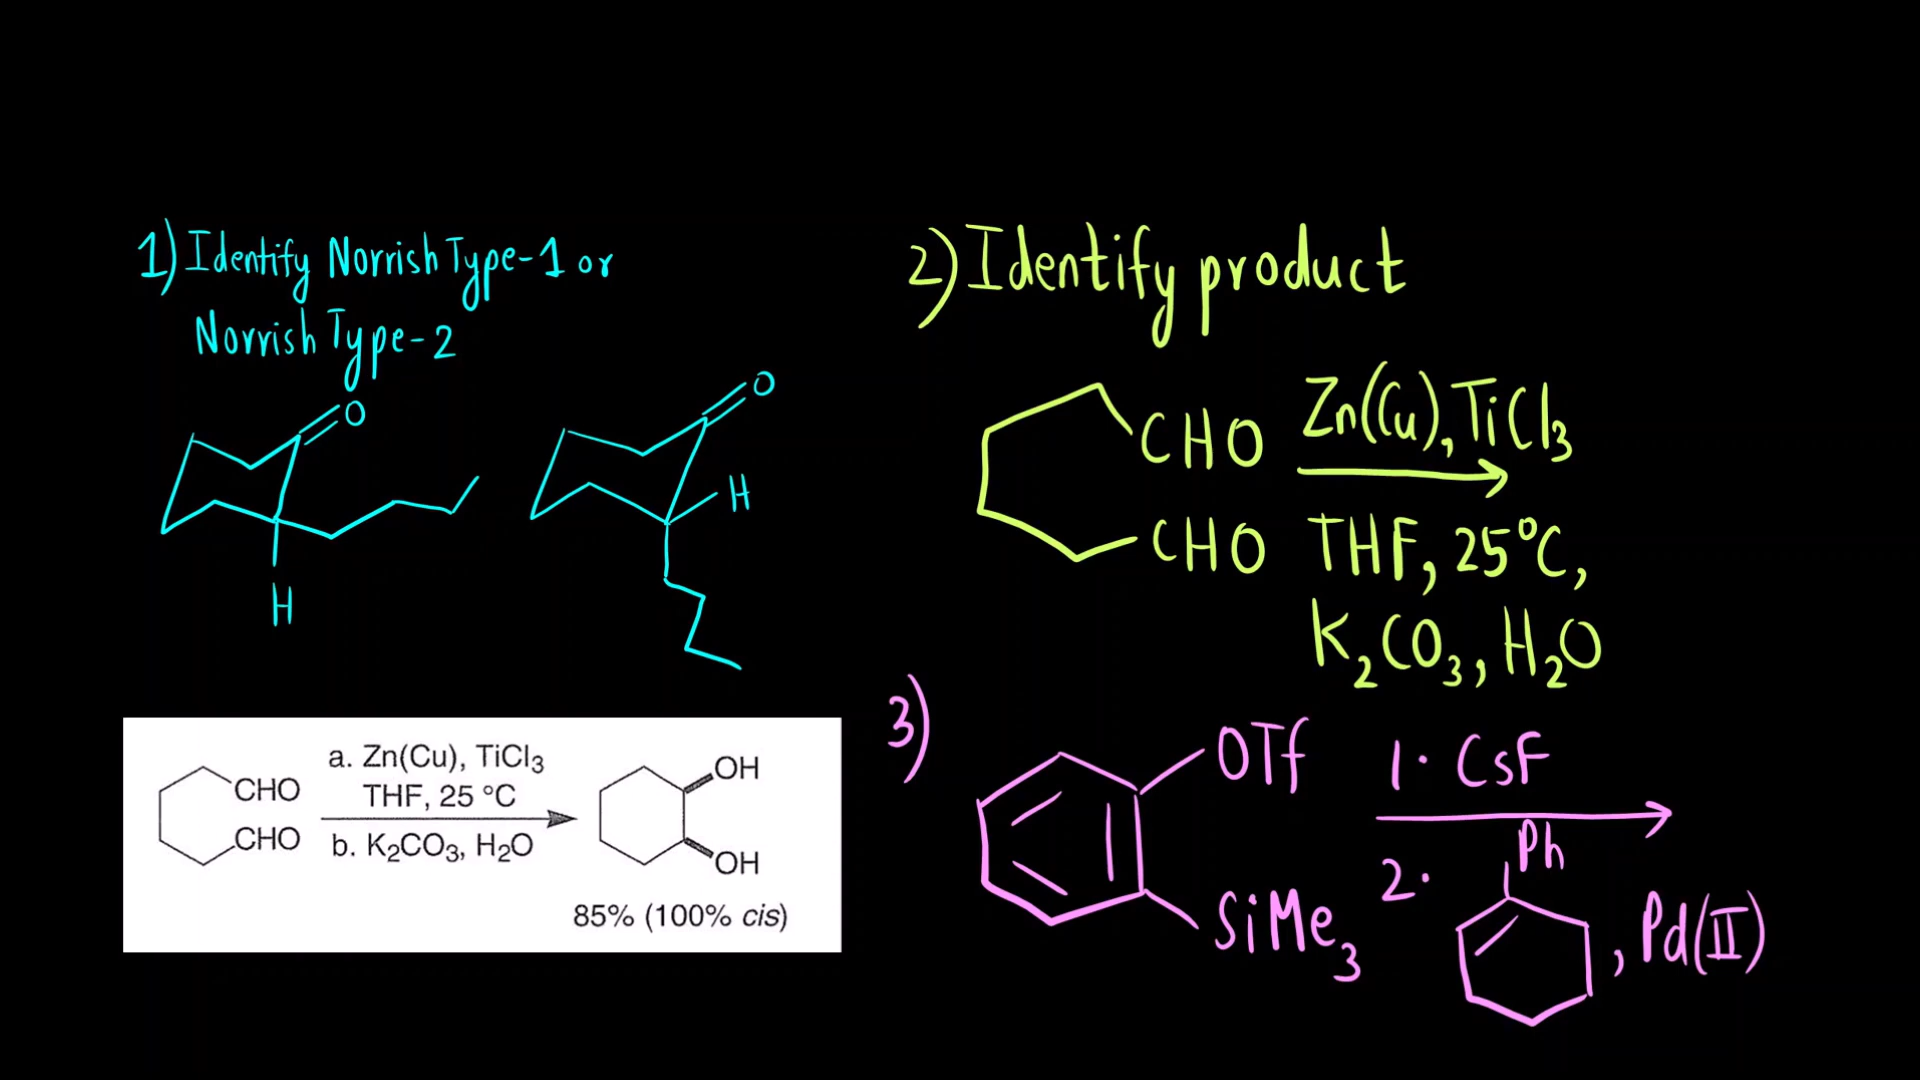 1) Identify Norrish Type-1 or
Norrish Type-2
O
H
O
H
2) Identify product
CHO
CHO
Zn(Cu), TiCl₃
THF, 25°C,
K₂CO₃, H₂O
a. Zn(Cu), TiCl₃
THF, 25 °C
b. K₂CO₃, H₂O
CHO
CHO
OH
OH
85% (100% cis)
3)
OTf
SiMe₃
1. CsF
2.
Ph
, Pd(II)